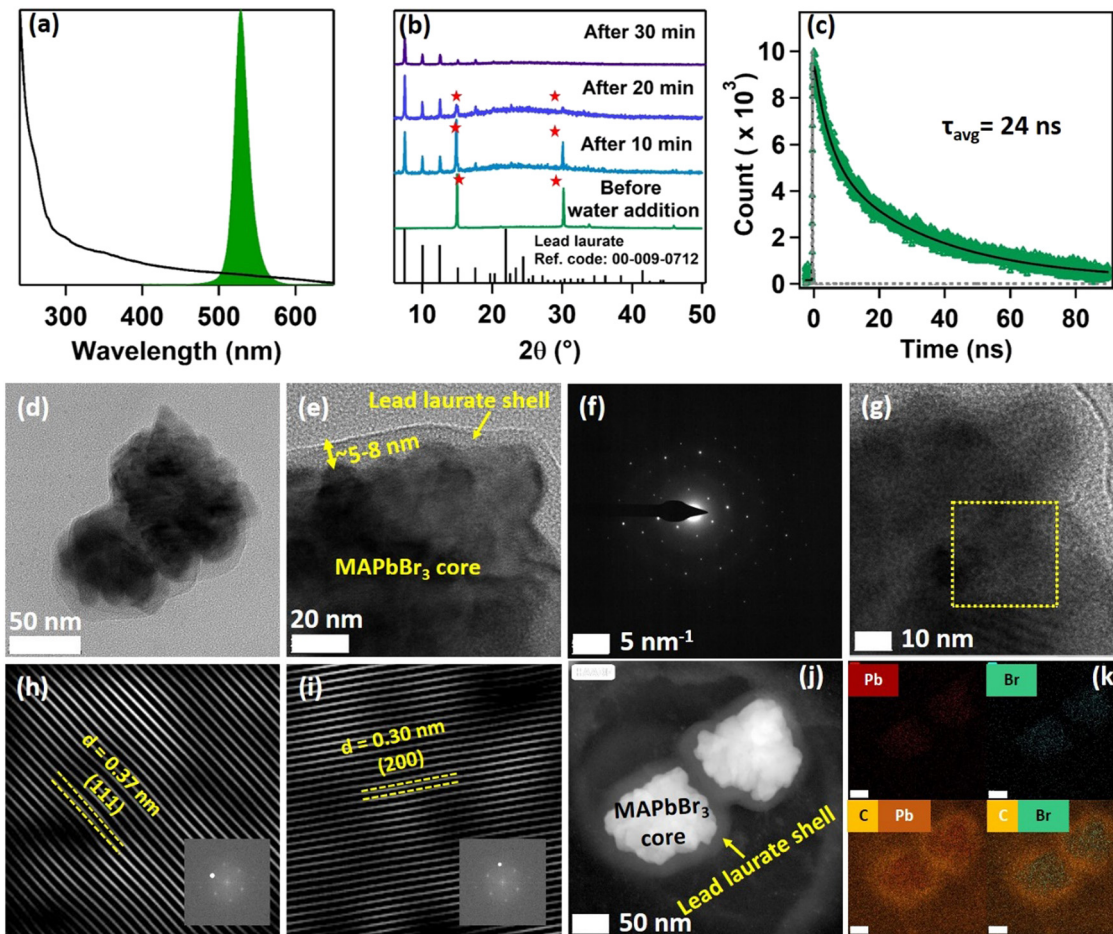 (a)
300
400
500
600
Wavelength (nm)
(b)
After 30 min
After 20 min
After 10 min
Before
water addition
Lead laurate
Ref. code: 00-009-0712
10
20
30
40
50
2θ (°)
(c)
Count ( x 10³)
10
8
6
4
2
0
τavg= 24 ns
0
20
40
60
80
Time (ns)
(d)
50 nm
(e)
Lead laurate shell
~5-8 nm
MAPbBr₃ core
20 nm
(f)
5 nm⁻¹
(g)
10 nm
(h)
d = 0.37 nm
(111)
(i)
d = 0.30 nm
(200)
(j)
MAPbBr₃
core
Lead laurate shell
50 nm
(k)
Pb
Br
C Pb
C Br